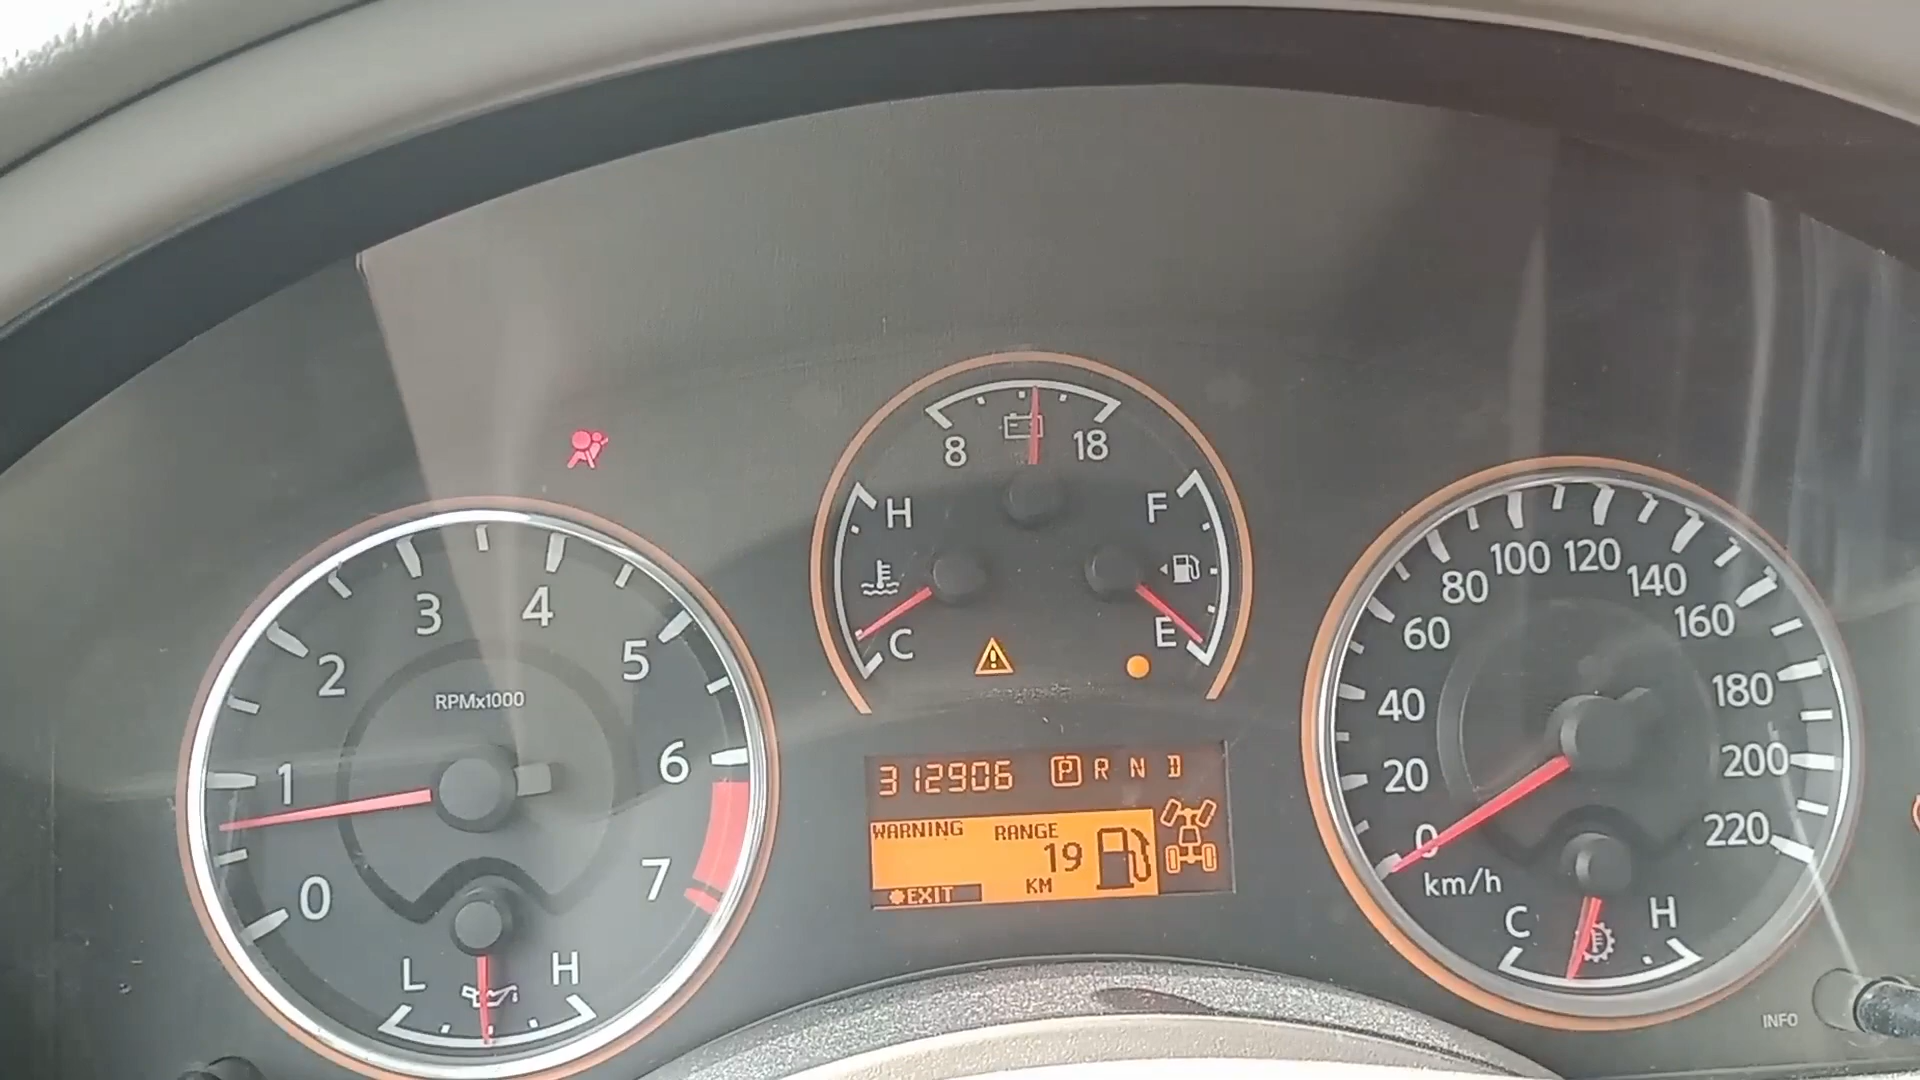 8 18
H F
C E
1 2 3 4 5 6 7 0
RPMx1000
L H
312906 P R N D
WARNING RANGE
19
KM
EXIT
0 20 40 60 80 100 120 140 160 180 200 220
km/h
C H
INFO